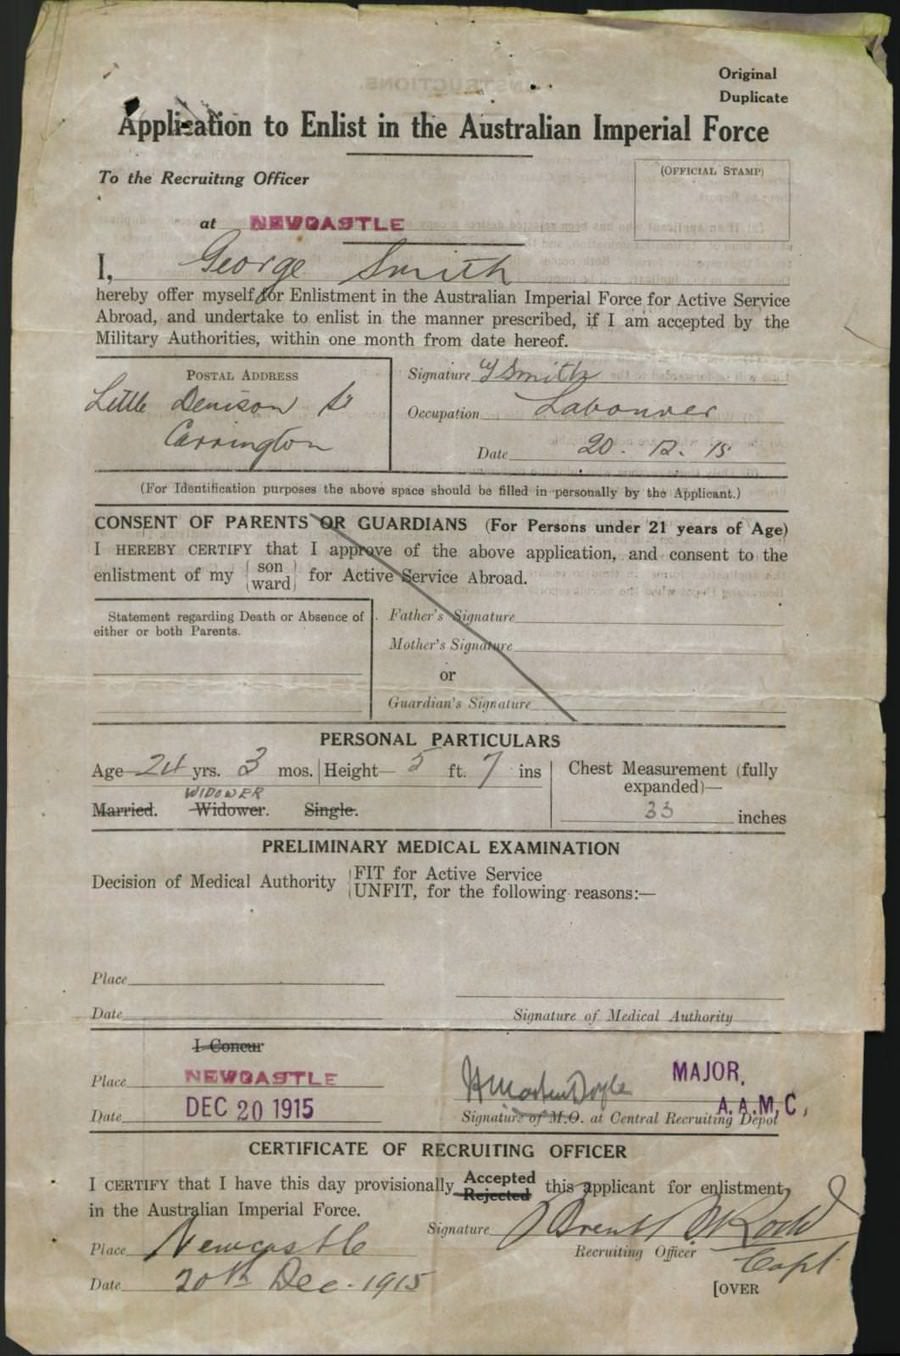 Original
Duplicate
Application to Enlist in the Australian Imperial Force
To the Recruiting Officer
(OFFICIAL STAMP)
at NEWCASTLE
I, George Smith
hereby offer myself for Enlistment in the Australian Imperial Force for Active Service
Abroad, and undertake to enlist in the manner prescribed, if I am accepted by the
Military Authorities, within one month from date hereof.
POSTAL ADDRESS
Little Denison St
Carrington
Signature G Smith
Occupation Labourer
Date 20. 12. 15
(For Identification purposes the above space should be filled in personally by the Applicant.)
CONSENT OF PARENTS OR GUARDIANS (For Persons under 21 years of Age)
I HEREBY CERTIFY that I approve of the above application, and consent to the
enlistment of my (son ward) for Active Service Abroad.
Statement regarding Death or Absence of
either or both Parents.
Father's Signature
Mother's Signature
or
Guardian's Signature
PERSONAL PARTICULARS
Age 24 yrs. 3 mos. Height— 5 ft. 7 ins
Chest Measurement (fully
expanded)—
33 inches
WIDOWER
Married. Widower. Single.
PRELIMINARY MEDICAL EXAMINATION
Decision of Medical Authority
FIT for Active Service
UNFIT, for the following reasons:—
Place
Date
Signature of Medical Authority
I Concur
Place NEWCASTLE
Date DEC 20 1915
MAJOR,
A.A.M.C,
Signature of M.O. at Central Recruiting Depot
CERTIFICATE OF RECRUITING OFFICER
I CERTIFY that I have this day provisionally Accepted Rejected this applicant for enlistment
in the Australian Imperial Force.
Signature
Recruiting Officer
Capt
Place Newcastle
Date 20th Dec. 1915
[OVER